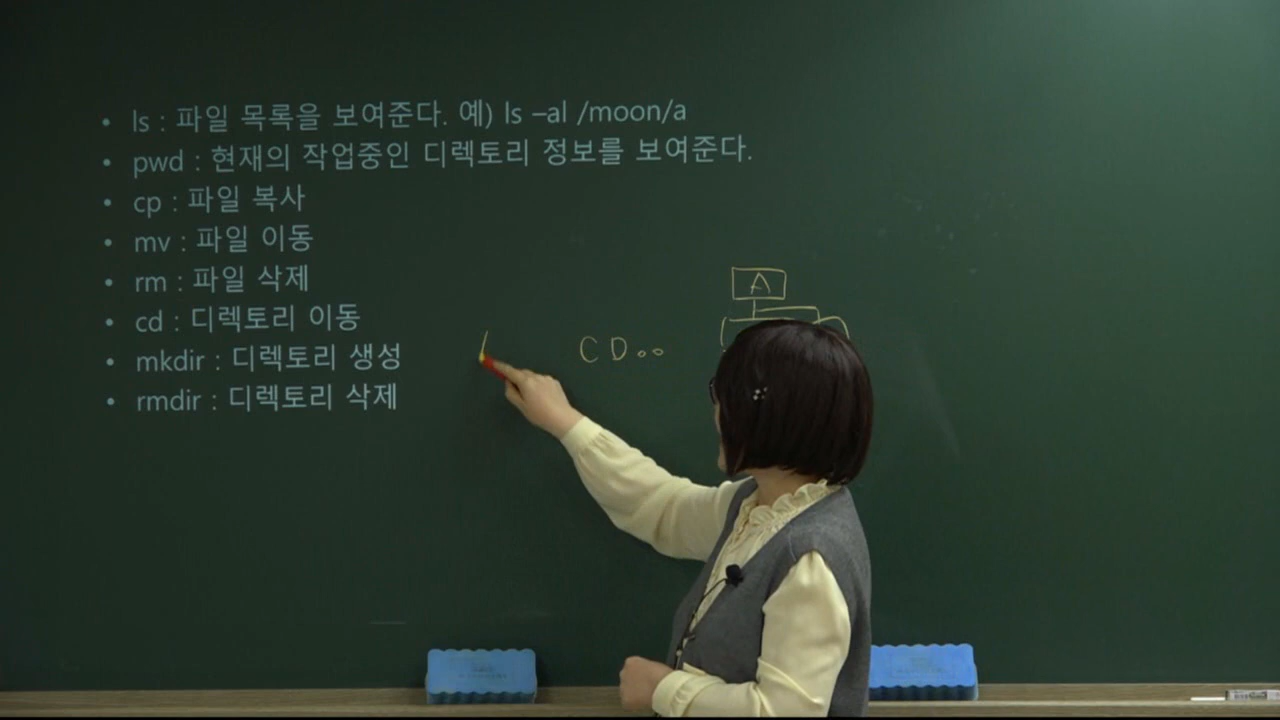 • ls : 파일 목록을 보여준다. 예) ls –al /moon/a
• pwd : 현재의 작업중인 디렉토리 정보를 보여준다.
• cp : 파일 복사
• mv : 파일 이동
• rm : 파일 삭제
• cd : 디렉토리 이동
• mkdir : 디렉토리 생성
• rmdir : 디렉토리 삭제
A
CD..